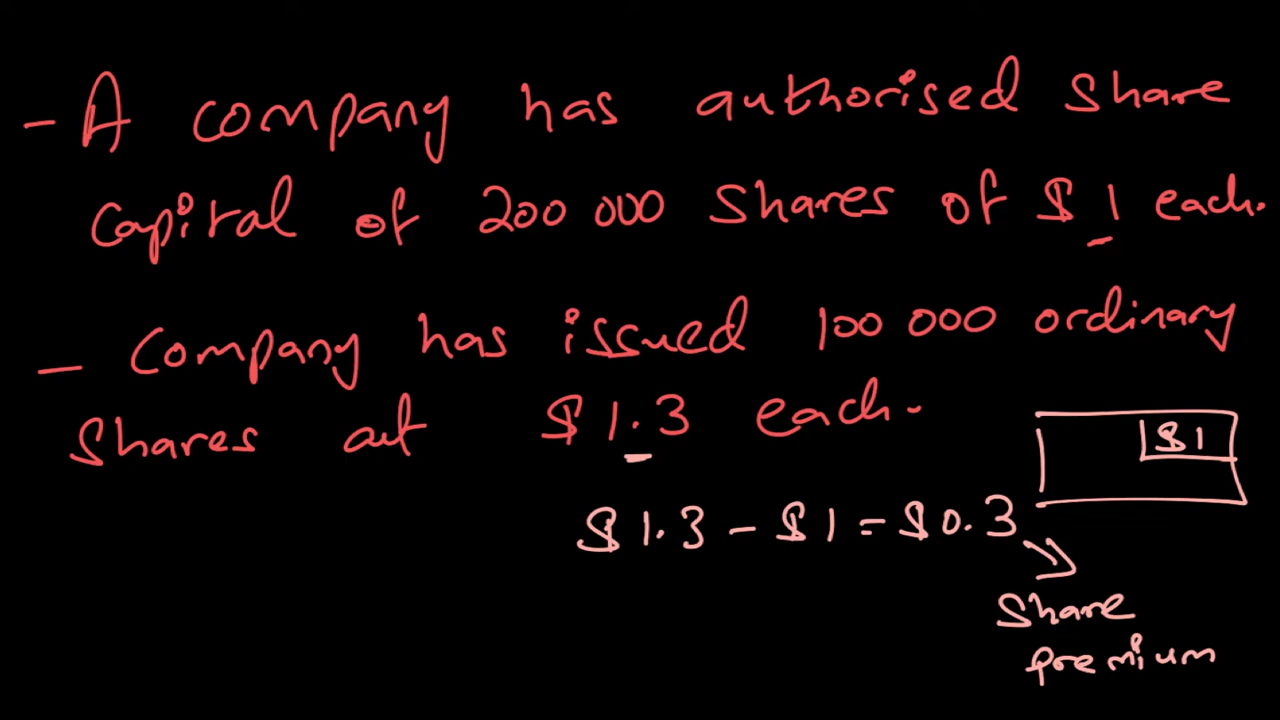 - A company has authorised share
capital of 200 000 shares of $ 1 each.
- Company has issued 100 000 ordinary
shares at $ 1.3 each.
$1
$ 1.3 - $ 1 = $ 0.3
Share
premium